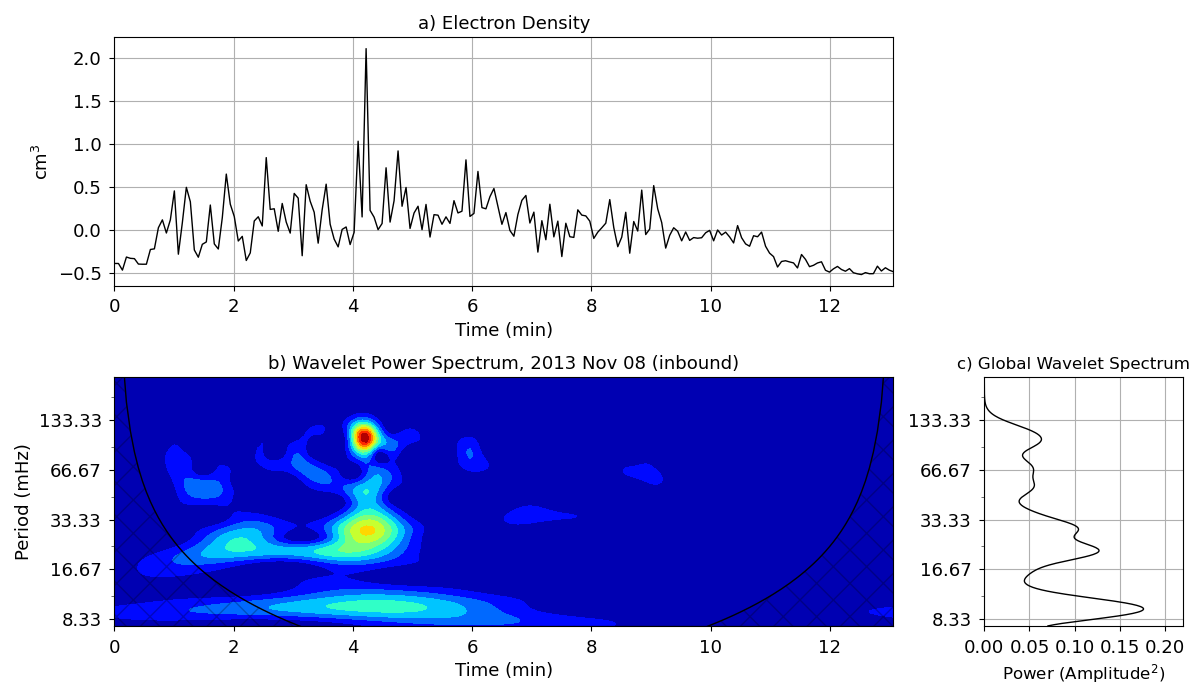 a) Electron Density
2.0
1.5
1.0
0.5
0.0
−0.5
cm³
0 2 4 6 8 10 12
Time (min)
b) Wavelet Power Spectrum, 2013 Nov 08 (inbound)
133.33
66.67
33.33
16.67
8.33
Period (mHz)
0 2 4 6 8 10 12
Time (min)
c) Global Wavelet Spectrum
133.33
66.67
33.33
16.67
8.33
0.00 0.05 0.10 0.15 0.20
Power (Amplitude²)